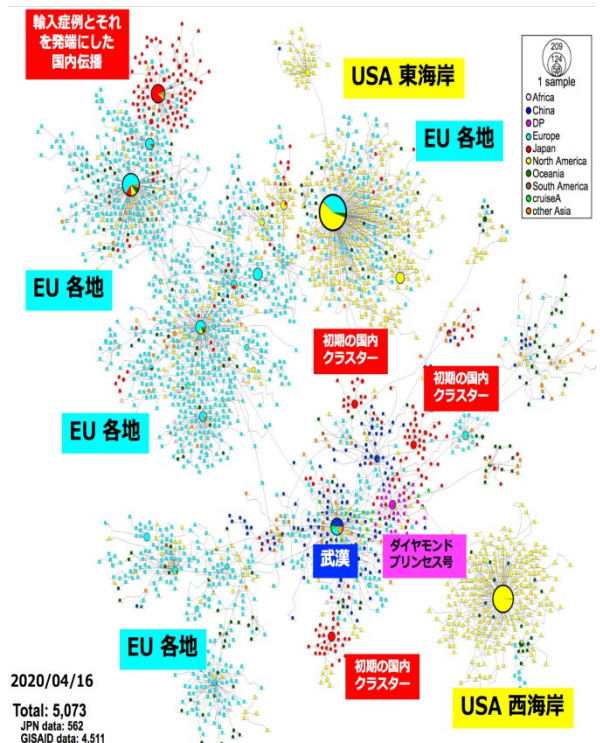 輸入症例とそれ
を発端にした
国内伝播
USA 東海岸
EU 各地
209
124
1 sample
Africa
China
DP
Europe
Japan
North America
Oceania
South America
cruiseA
other Asia
EU 各地
初期の国内
クラスター
初期の国内
クラスター
EU 各地
武漢
ダイヤモンド
プリンセス号
EU 各地
初期の国内
クラスター
USA 西海岸
2020/04/16
Total: 5,073
JPN data: 562
GISAID data: 4,511